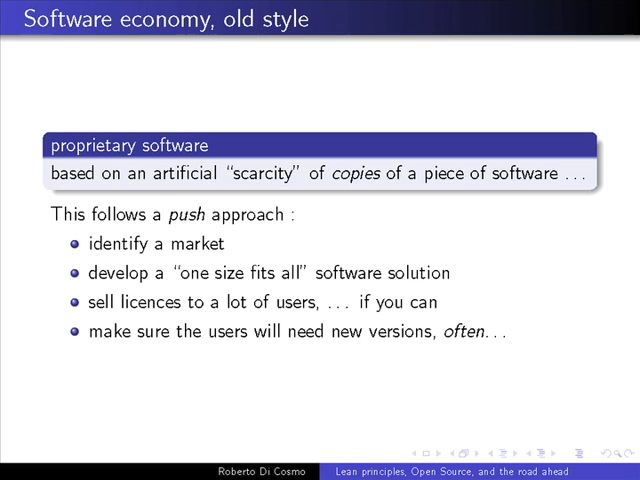 Software economy, old style
proprietary software
based on an artificial “scarcity” of copies of a piece of software ...
This follows a push approach :
identify a market
develop a “one size fits all” software solution
sell licences to a lot of users, ... if you can
make sure the users will need new versions, often...
Roberto Di Cosmo
Lean principles, Open Source, and the road ahead